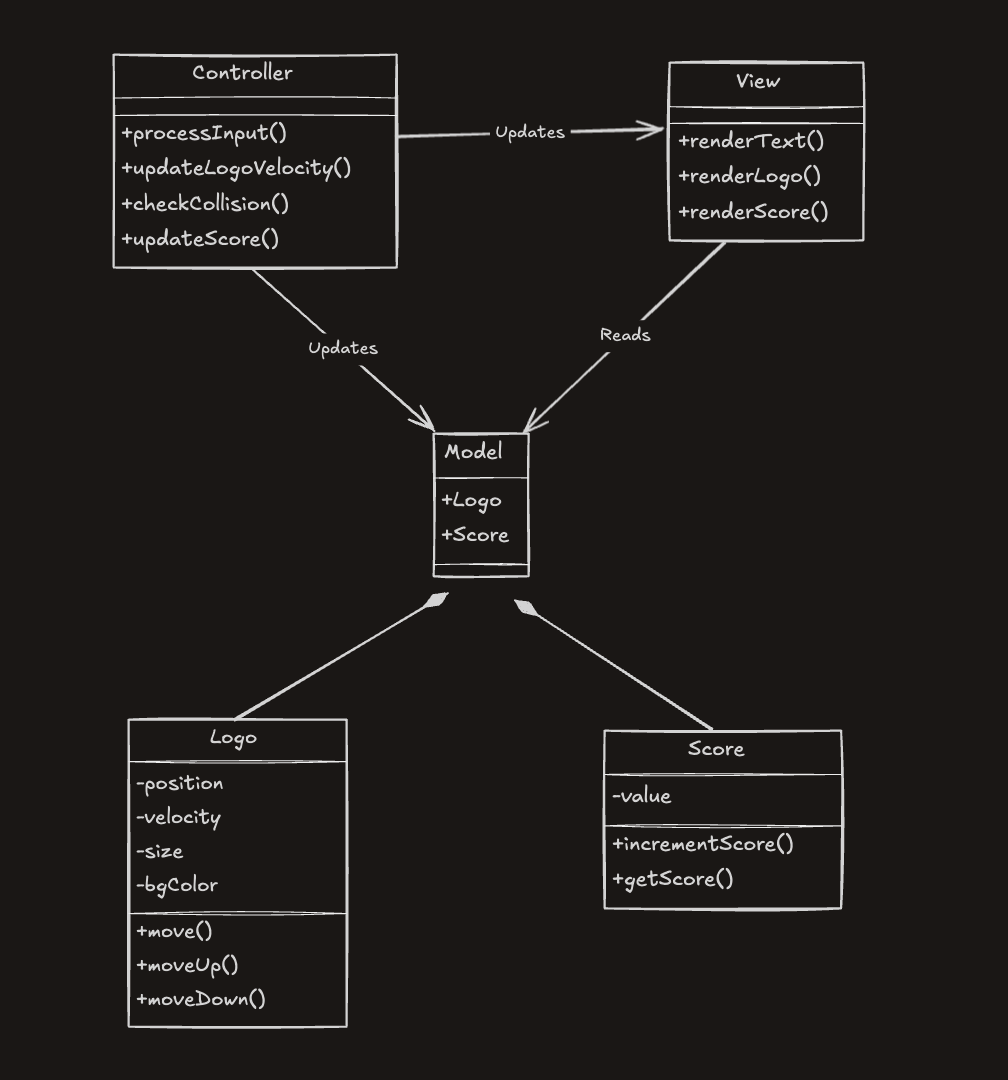 Controller
+processInput()
+updateLogoVelocity()
+checkCollision()
+updateScore()
Updates
View
+renderText()
+renderLogo()
+renderScore()
Updates
Reads
Model
+Logo
+Score
Logo
-position
-velocity
-size
-bgColor
+move()
+moveUp()
+moveDown()
Score
-value
+incrementScore()
+getScore()